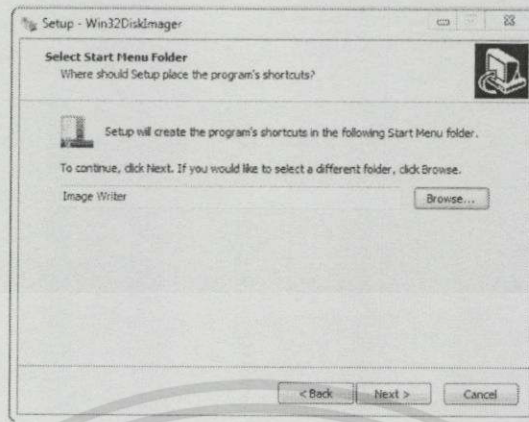 Setup - Win32DiskImager
Select Start Menu Folder
Where should Setup place the program's shortcuts?
Setup will create the program's shortcuts in the following Start Menu folder.
To continue, click Next. If you would like to select a different folder, click Browse.
Image Writer
Browse...
< Back
Next >
Cancel